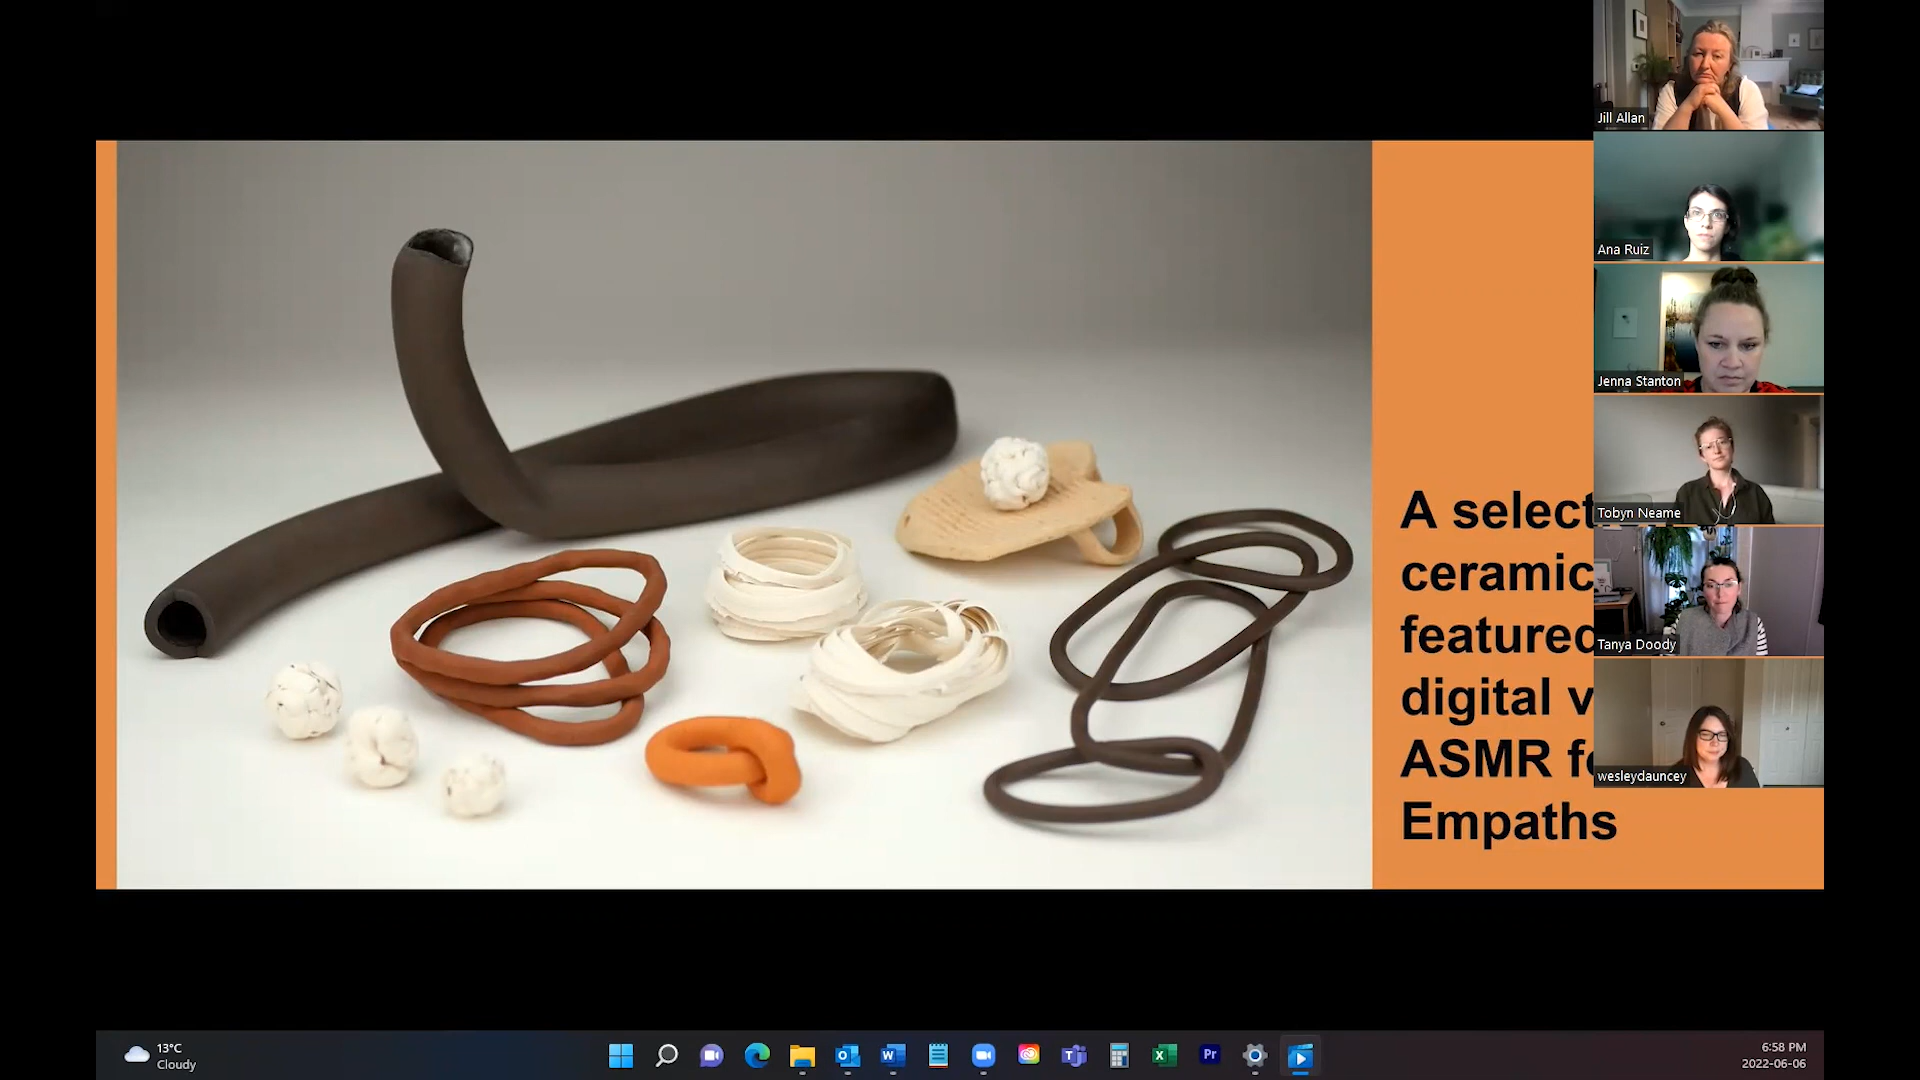 Jill Allan
Ana Ruiz
Jenna Stanton
Tobyn Neame
Tanya Doody
wesleydauncey
A select
ceramic
featured
digital v
ASMR f
Empaths
13°C
Cloudy
6:58 PM
2022-06-06